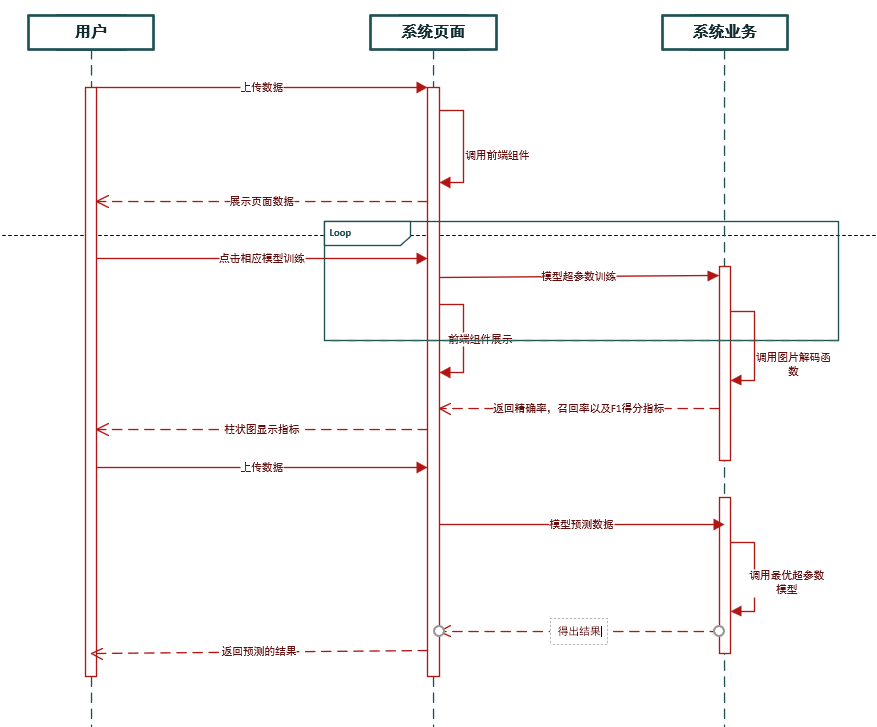 用户
系统页面
系统业务
上传数据
调用前端组件
展示页面数据
Loop
点击相应模型训练
模型超参数训练
前端组件展示
调用图片解码函
数
返回精确率，召回率以及F1得分指标
柱状图显示指标
上传数据
模型预测数据
调用最优超参数
模型
得出结果
返回预测的结果